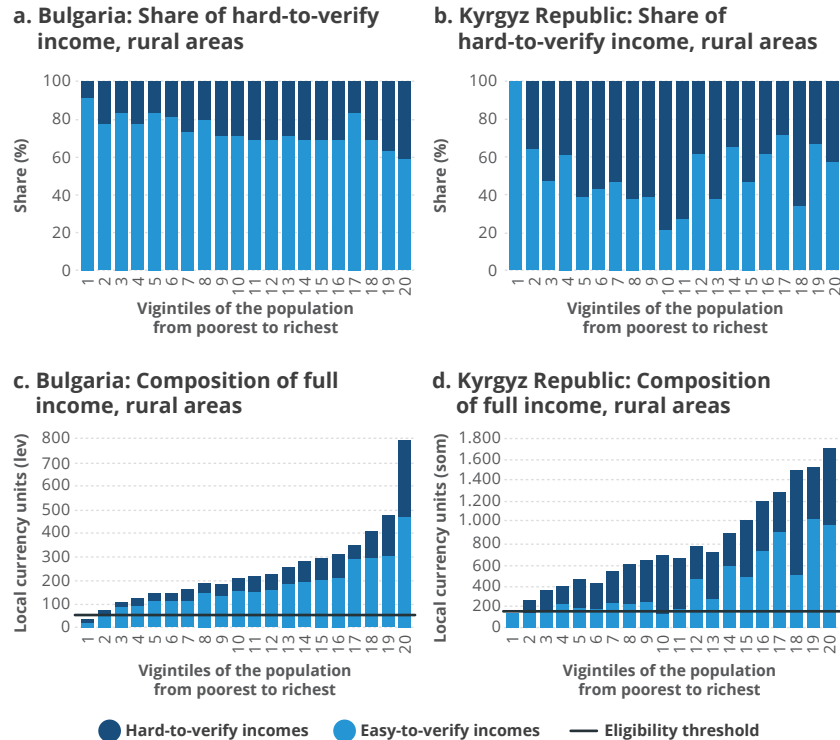 a. Bulgaria: Share of hard-to-verify
income, rural areas
Share (%)
100
80
60
40
20
0
1 2 3 4 5 6 7 8 9 10 11 12 13 14 15 16 17 18 19 20
Vigintiles of the population
from poorest to richest
b. Kyrgyz Republic: Share of
hard-to-verify income, rural areas
Share (%)
100
80
60
40
20
0
1 2 3 4 5 6 7 8 9 10 11 12 13 14 15 16 17 18 19 20
Vigintiles of the population
from poorest to richest
c. Bulgaria: Composition of full
income, rural areas
Local currency units (lev)
800
700
600
500
400
300
200
100
0
1 2 3 4 5 6 7 8 9 10 11 12 13 14 15 16 17 18 19 20
Vigintiles of the population
from poorest to richest
d. Kyrgyz Republic: Composition
of full income, rural areas
Local currency units (som)
1.800
1.600
1.400
1.200
1.000
800
600
400
200
0
1 2 3 4 5 6 7 8 9 10 11 12 13 14 15 16 17 18 19 20
Vigintiles of the population
from poorest to richest
Hard-to-verify incomes Easy-to-verify incomes Eligibility threshold